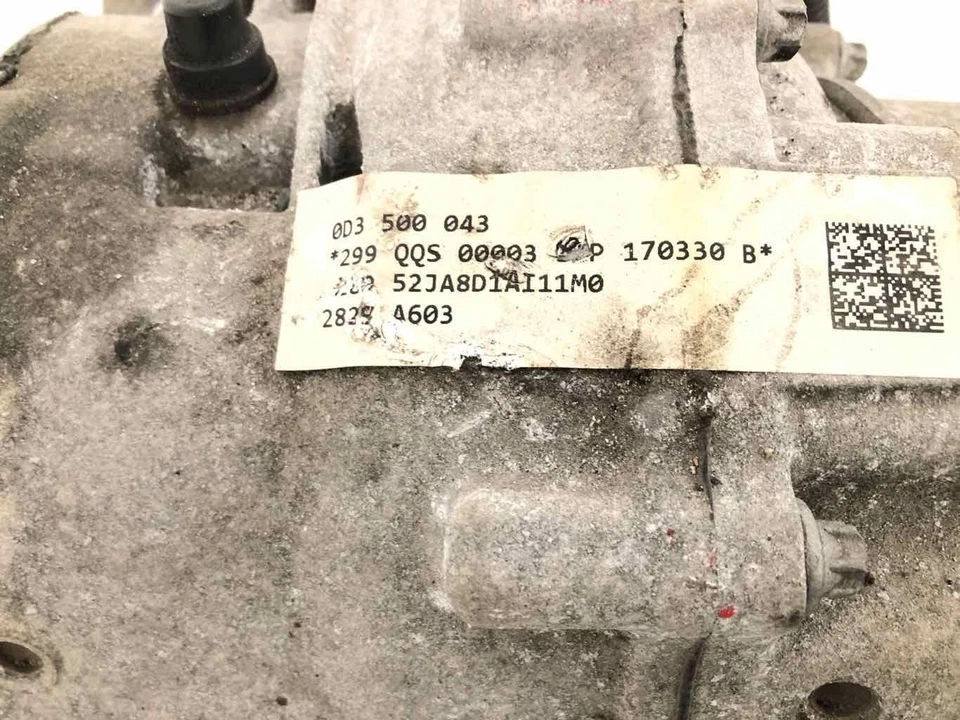 0D3 500 043
*299 QQS 00003 170330 B*
52JA8D1AI11M0
A603